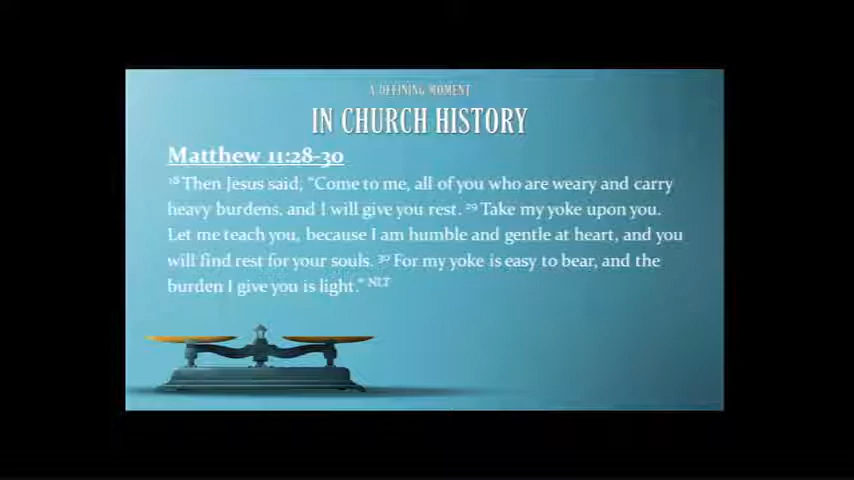 A DEFINING MOMENT
IN CHURCH HISTORY
Matthew 11:28-30
28 Then Jesus said, “Come to me, all of you who are weary and carry
heavy burdens, and I will give you rest. 29 Take my yoke upon you.
Let me teach you, because I am humble and gentle at heart, and you
will find rest for your souls. 30 For my yoke is easy to bear, and the
burden I give you is light.” NLT